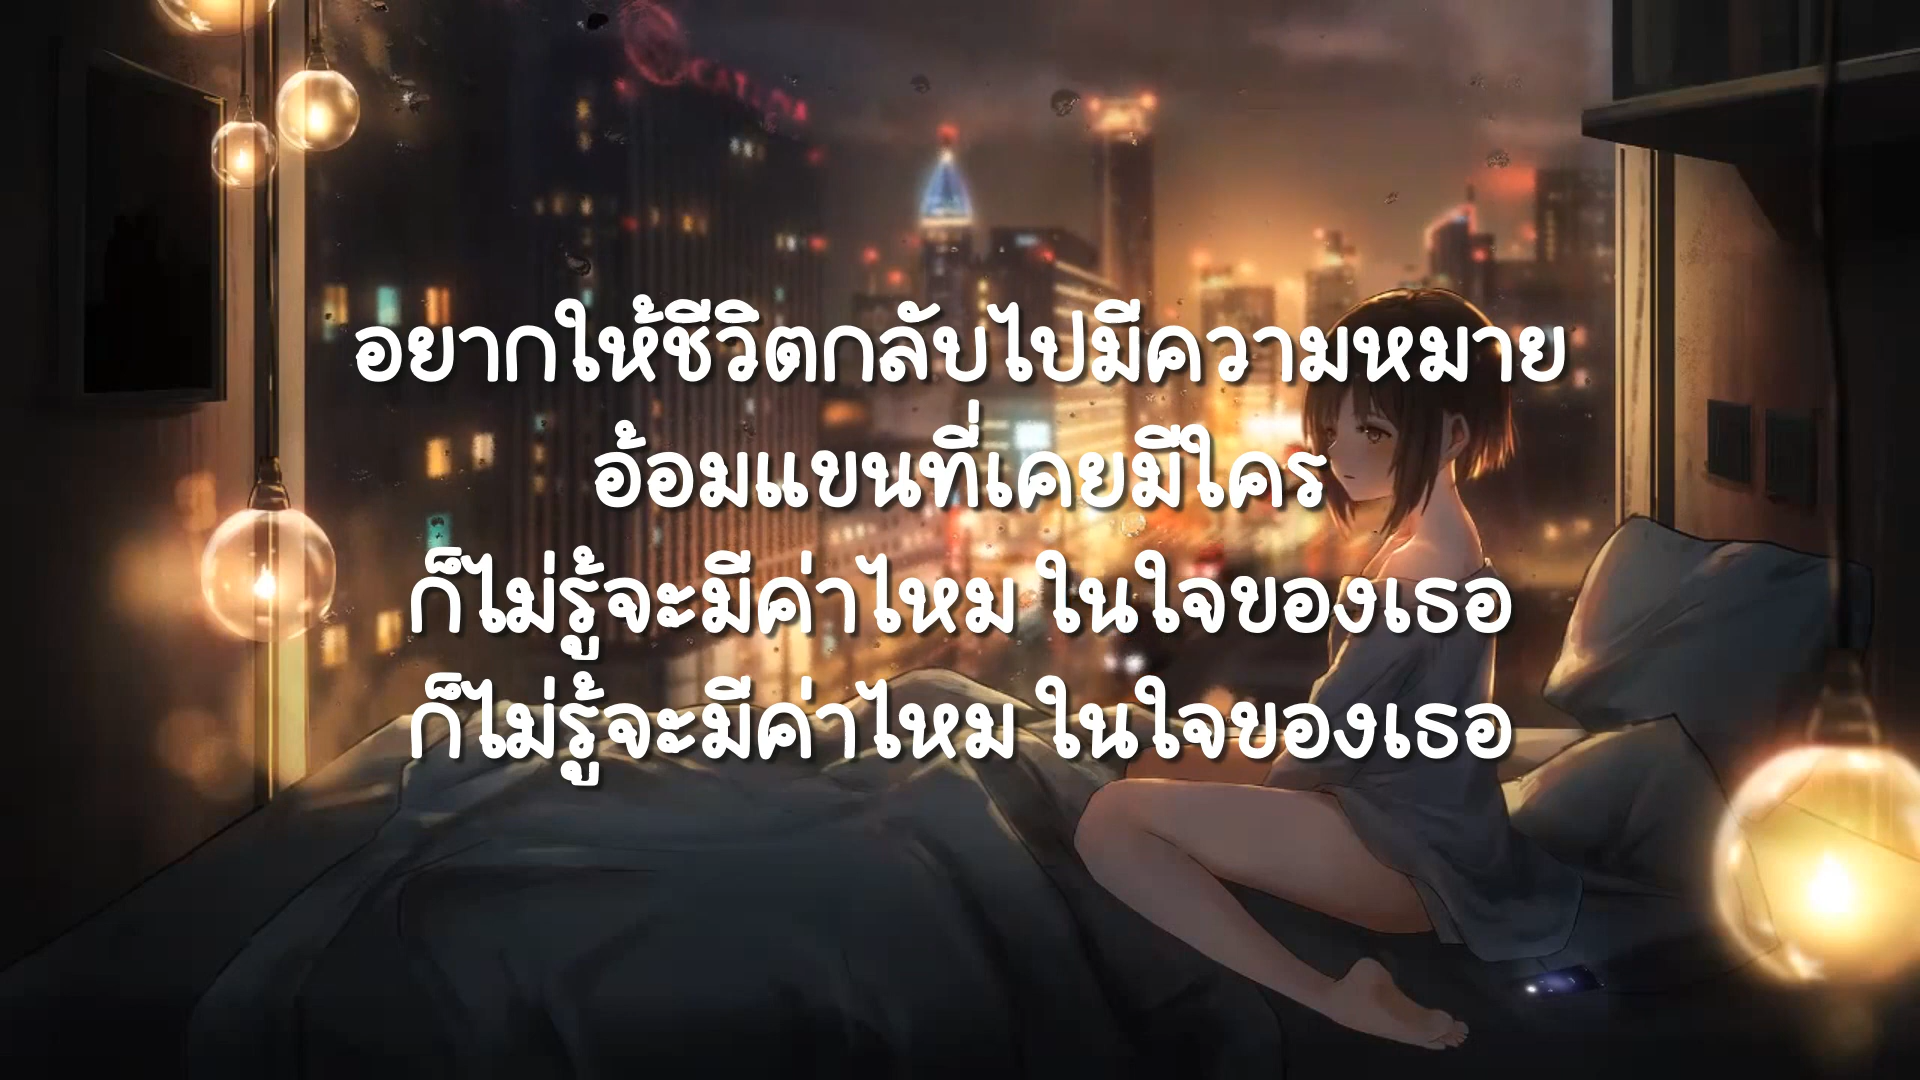 อยากให้ชีวิตกลับไปมีความหมาย
อ้อมแขนที่เคยมีใคร
ก็ไม่รู้จะมีค่าไหม ในใจของเธอ
ก็ไม่รู้จะมีค่าไหม ในใจของเธอ